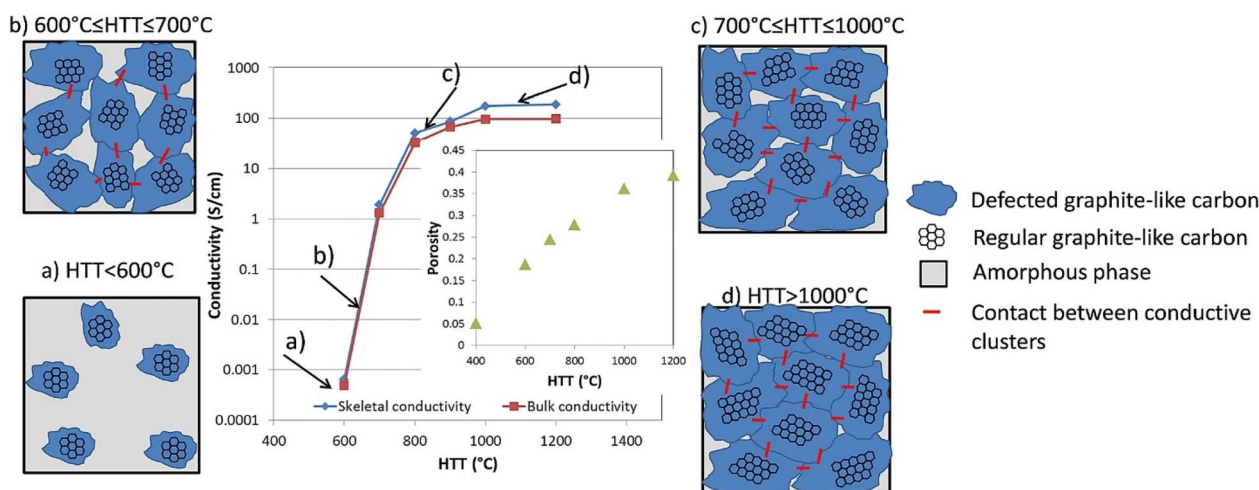 b) 600°C≤HTT≤700°C
c) 700°C≤HTT≤1000°C
a) HTT<600°C
d) HTT>1000°C
Conductivity (S/cm)
1000
100
10
1
0.1
0.01
0.001
0.0001
400
600
800
1000
1200
1400
HTT (°C)
a)
b)
c)
d)
Skeletal conductivity
Bulk conductivity
Porosity
0.45
0.4
0.35
0.3
0.25
0.2
0.15
0.1
0.05
0
400
600
800
1000
1200
HTT (°C)
Defected graphite-like carbon
Regular graphite-like carbon
Amorphous phase
Contact between conductive
clusters